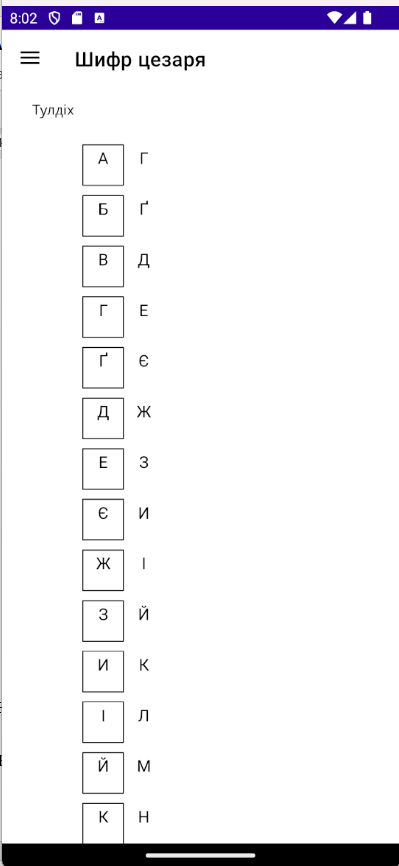 8:02
Шифр цезаря
Тулдіх
А Г
Б Ґ
В Д
Г Е
Ґ Є
Д Ж
Е З
Є И
Ж І
З Й
И К
І Л
Й М
К Н